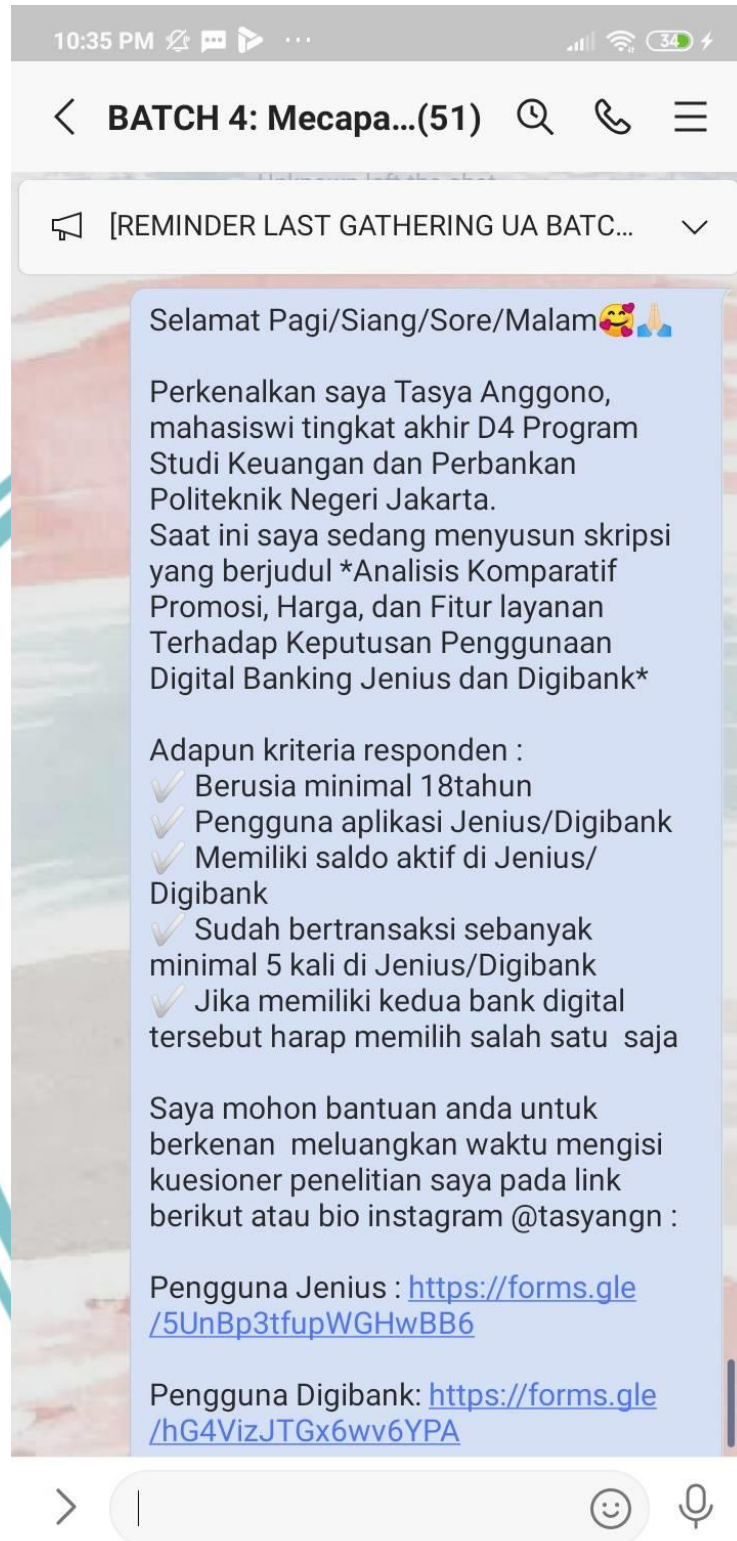 10:35 PM
34
BATCH 4: Mecapa...(51)
Unknown left the chat
[REMINDER LAST GATHERING UA BATC...
Selamat Pagi/Siang/Sore/Malam🥰🙏🏻
Perkenalkan saya Tasya Anggono,
mahasiswi tingkat akhir D4 Program
Studi Keuangan dan Perbankan
Politeknik Negeri Jakarta.
Saat ini saya sedang menyusun skripsi
yang berjudul *Analisis Komparatif
Promosi, Harga, dan Fitur layanan
Terhadap Keputusan Penggunaan
Digital Banking Jenius dan Digibank*
Adapun kriteria responden :
✔ Berusia minimal 18tahun
✔ Pengguna aplikasi Jenius/Digibank
✔ Memiliki saldo aktif di Jenius/
Digibank
✔ Sudah bertransaksi sebanyak
minimal 5 kali di Jenius/Digibank
✔ Jika memiliki kedua bank digital
tersebut harap memilih salah satu  saja
Saya mohon bantuan anda untuk
berkenan  meluangkan waktu mengisi
kuesioner penelitian saya pada link
berikut atau bio instagram @tasyangn :
Pengguna Jenius : https://forms.gle
/5UnBp3tfupWGHwBB6
Pengguna Digibank: https://forms.gle
/hG4VizJTGx6wv6YPA